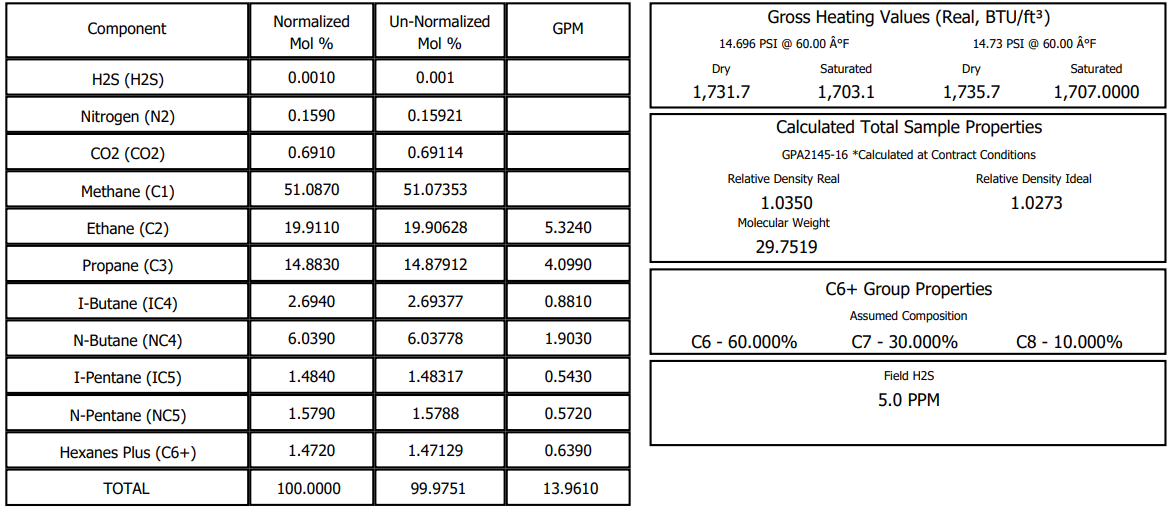 Component Normalized Mol % Un-Normalized Mol % GPM
H2S (H2S) 0.0010 0.001
Nitrogen (N2) 0.1590 0.15921
CO2 (CO2) 0.6910 0.69114
Methane (C1) 51.0870 51.07353
Ethane (C2) 19.9110 19.90628 5.3240
Propane (C3) 14.8830 14.87912 4.0990
I-Butane (IC4) 2.6940 2.69377 0.8810
N-Butane (NC4) 6.0390 6.03778 1.9030
I-Pentane (IC5) 1.4840 1.48317 0.5430
N-Pentane (NC5) 1.5790 1.5788 0.5720
Hexanes Plus (C6+) 1.4720 1.47129 0.6390
TOTAL 100.0000 99.9751 13.9610
Gross Heating Values (Real, BTU/ft³)
14.696 PSI @ 60.00 Â°F 14.73 PSI @ 60.00 Â°F
Dry Saturated Dry Saturated
1,731.7 1,703.1 1,735.7 1,707.0000
Calculated Total Sample Properties
GPA2145-16 *Calculated at Contract Conditions
Relative Density Real Relative Density Ideal
1.0350 1.0273
Molecular Weight
29.7519
C6+ Group Properties
Assumed Composition
C6 - 60.000% C7 - 30.000% C8 - 10.000%
Field H2S
5.0 PPM